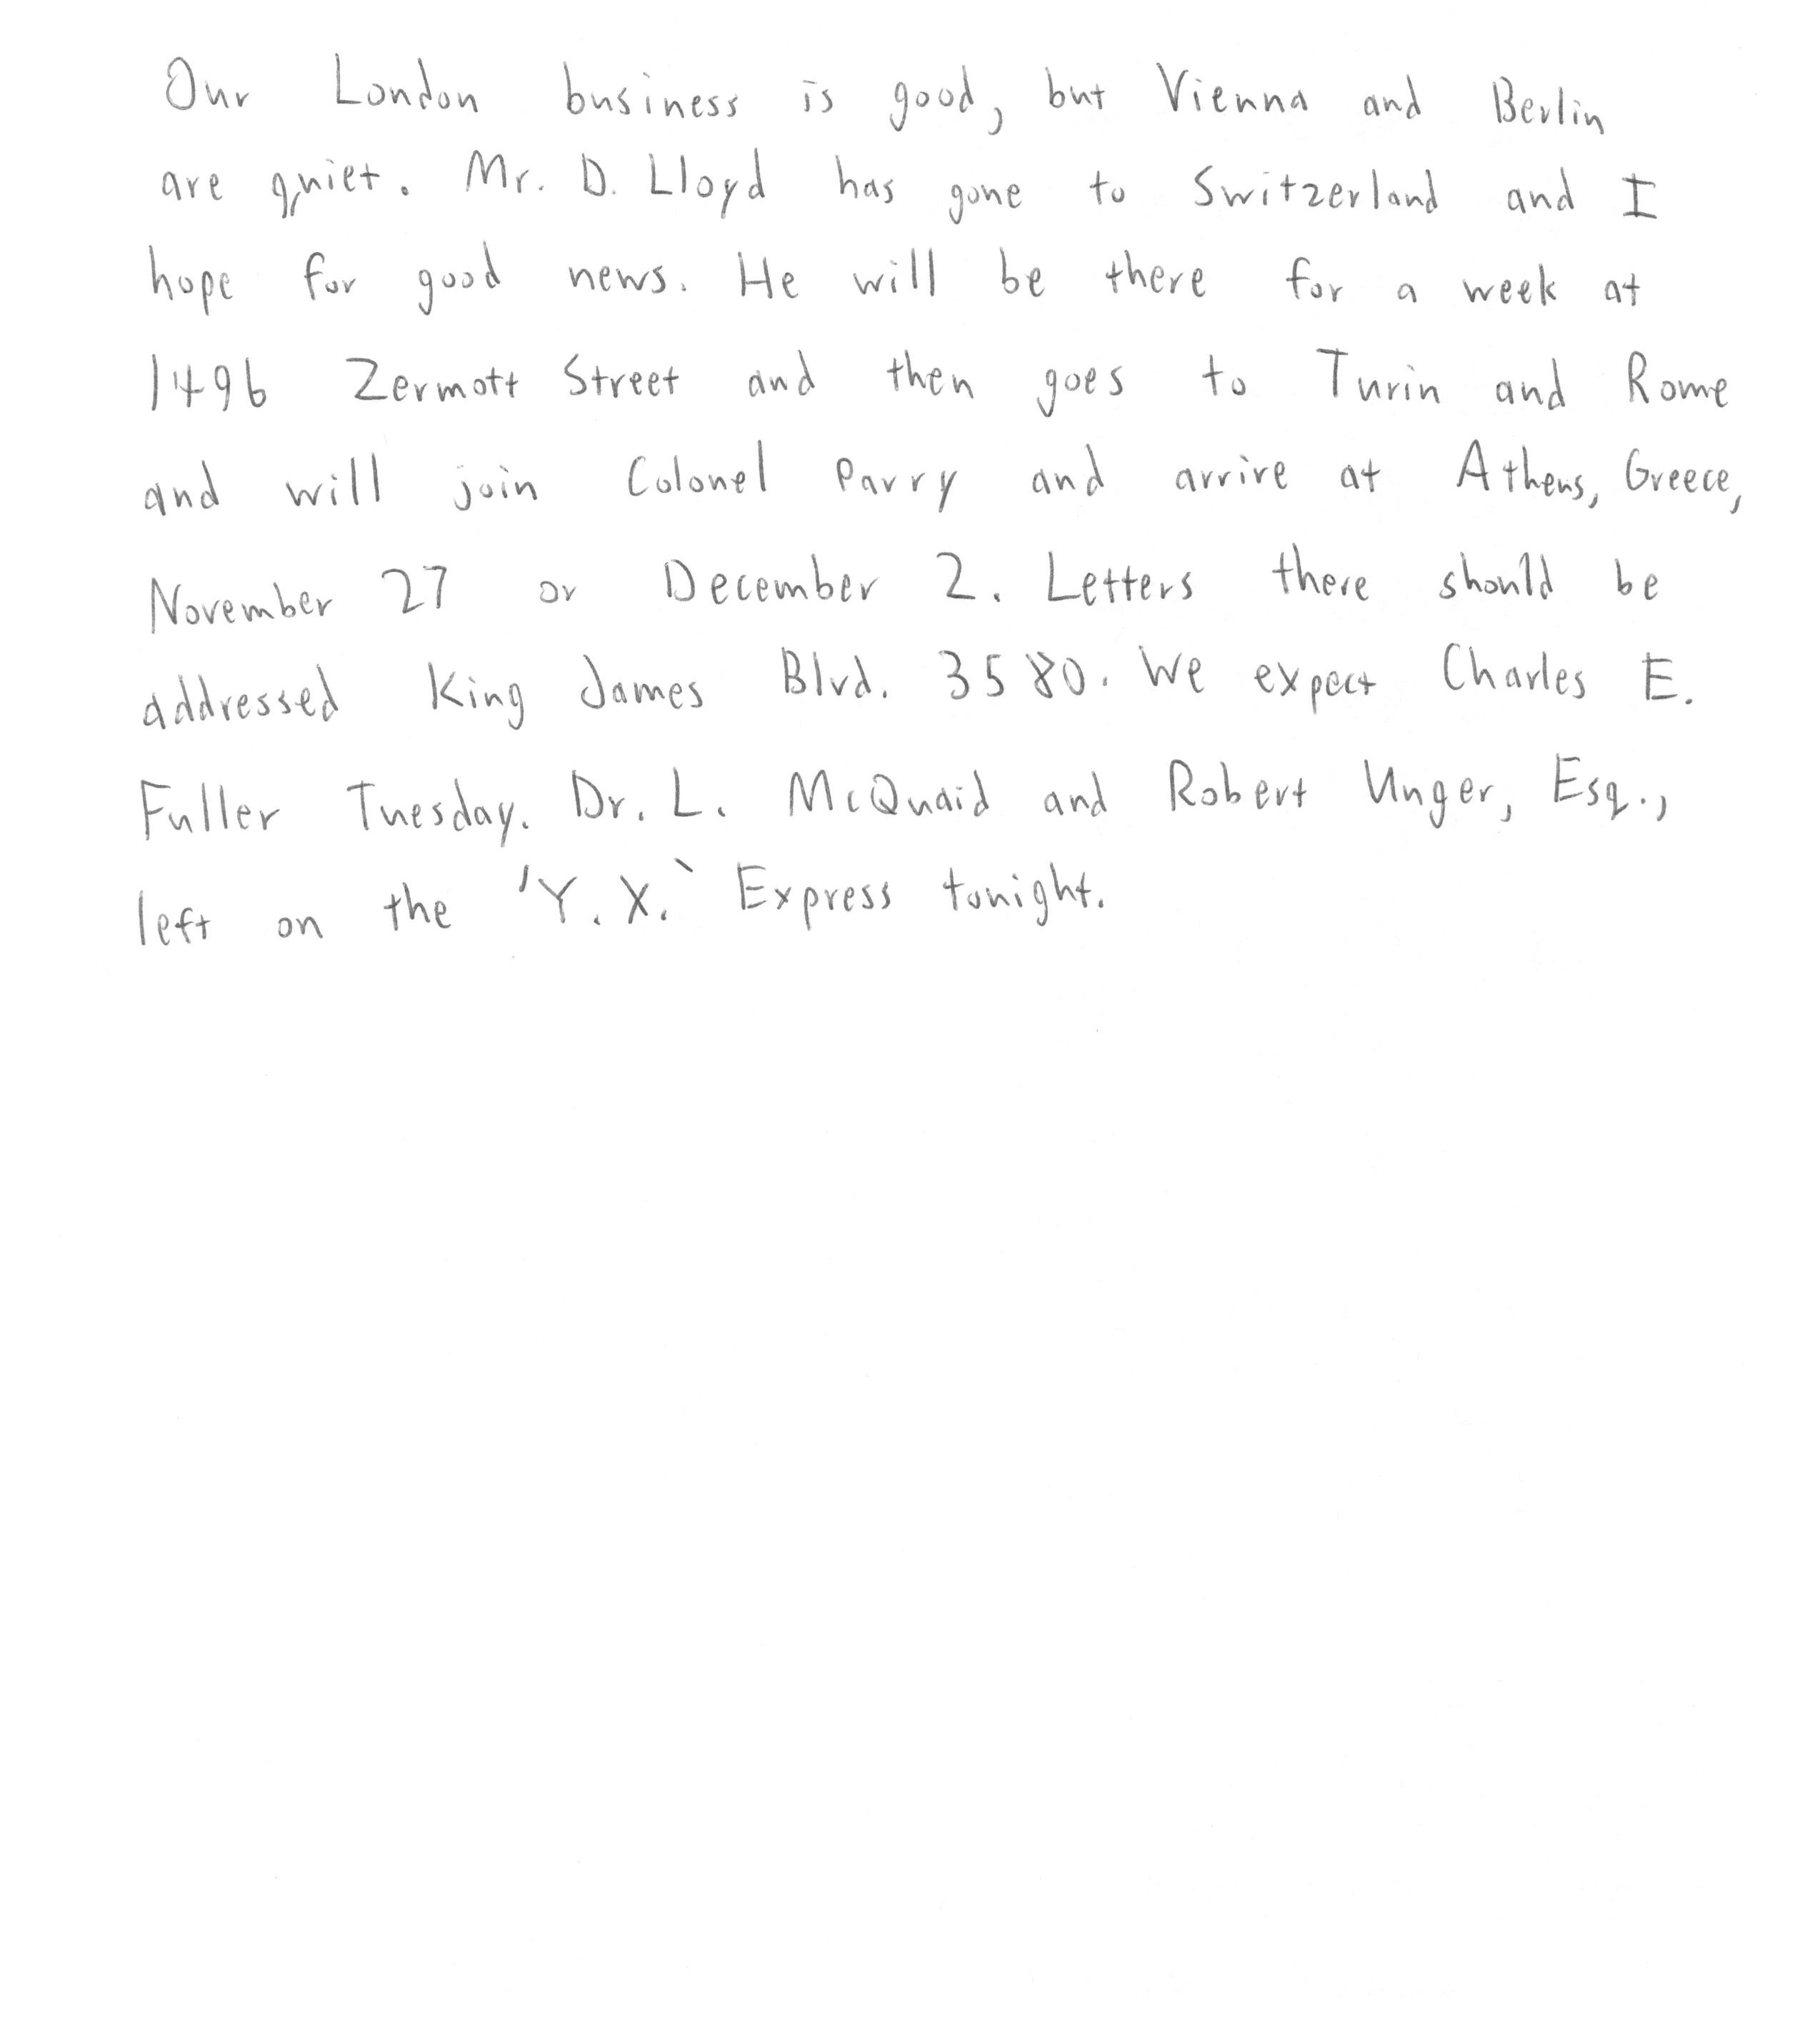 Our London business is good, but Vienna and Berlin
are quiet. Mr. D. Lloyd has gone to Switzerland and I
hope for good news. He will be there for a week at
1496 Zermott Street and then goes to Turin and Rome
and will join Colonel Parry and arrive at Athens, Greece,
November 27 or December 2. Letters there should be
addressed King James Blvd. 3580. We expect Charles E.
Fuller Tuesday. Dr. L. McQuaid and Robert Unger, Esq.,
left on the 'Y. X.` Express tonight.